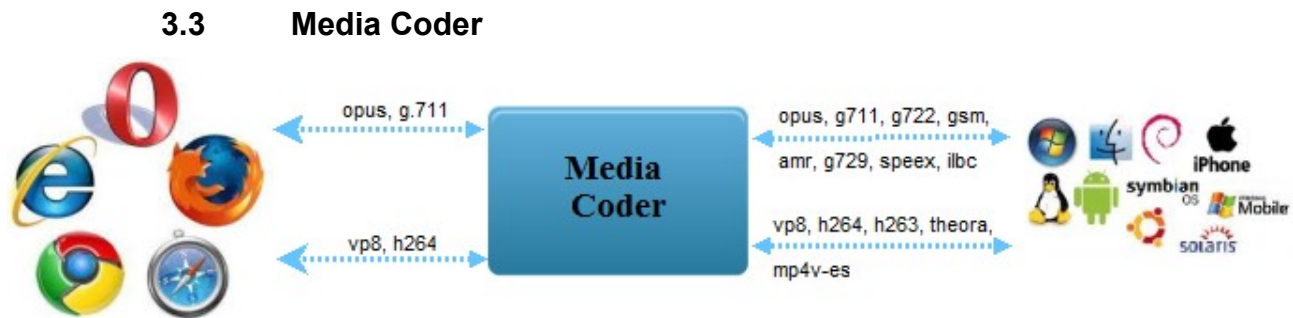 3.3 Media Coder
opus, g.711
opus, g711, g722, gsm,
amr, g729, speex, ilbc
Media
Coder
vp8, h264
vp8, h264, h263, theora,
mp4v-es
iPhone
symbian
OS
Mobile
solaris